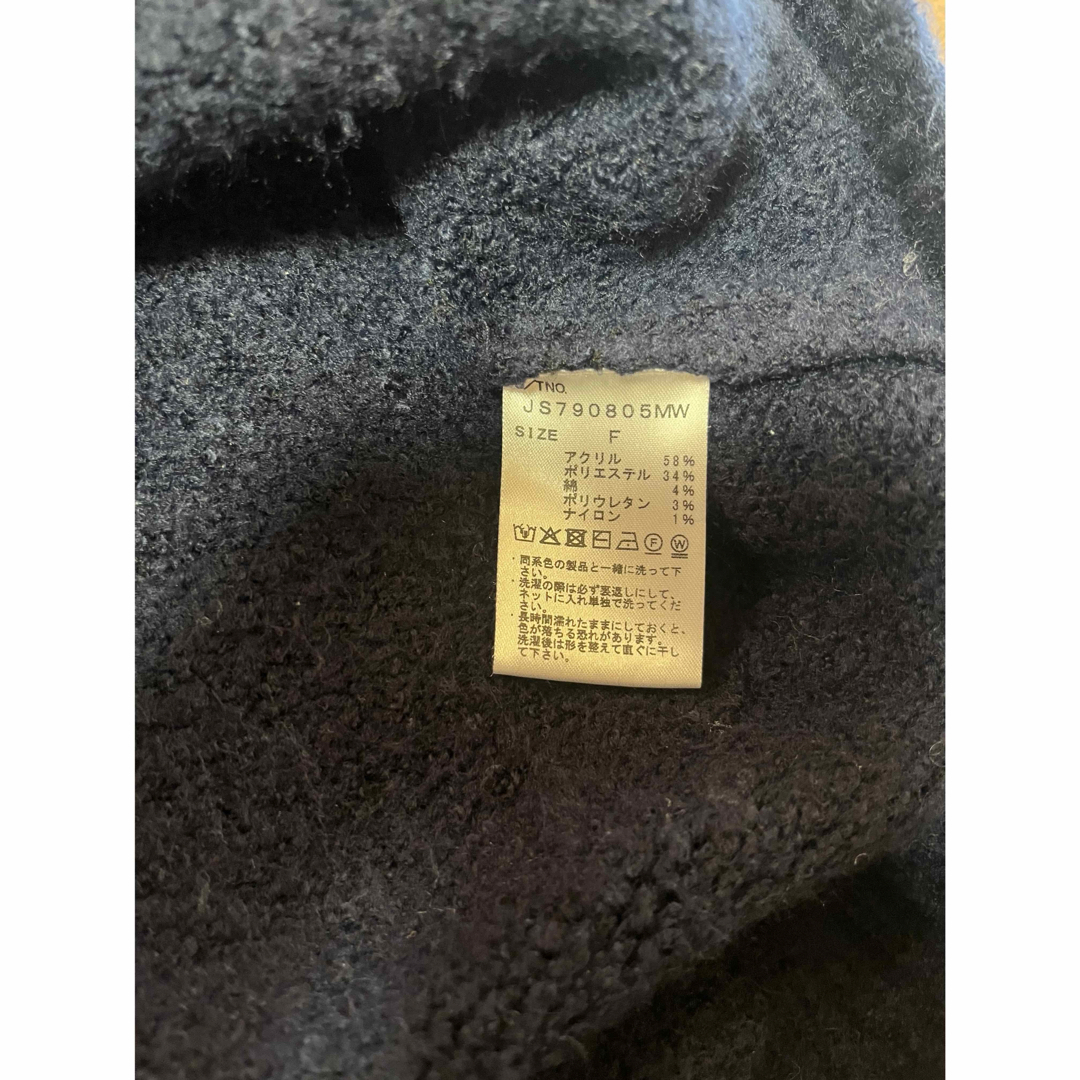 STNO.
JS790805MW
SIZE F
アクリル 58%
ポリエステル 34%
綿 4%
ポリウレタン 3%
ナイロン 1%
F W
・同系色の製品と一緒に洗って下
さい。
・洗濯の際は必ず裏返しにして、
ネットに入れ単独で洗ってくだ
さい。
・長時間濡れたままにしておくと、
色が落ちる恐れがあります。
洗濯後は形を整えて直ぐに干し
て下さい。